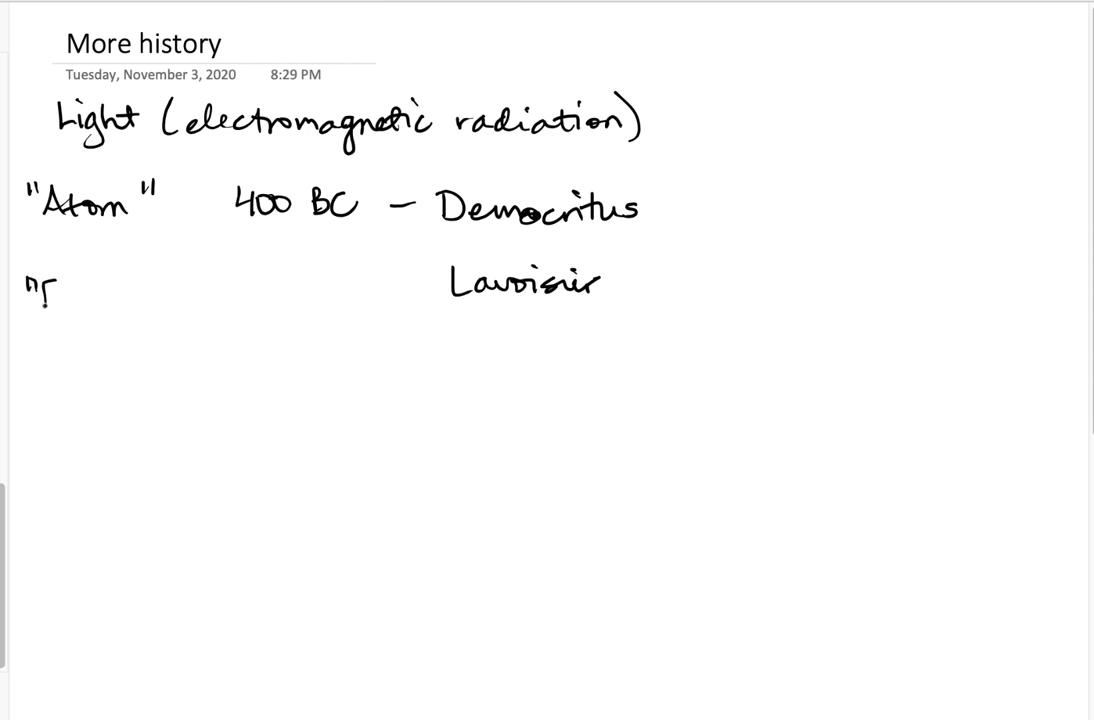 More history
Tuesday, November 3, 2020 8:29 PM
Light (electromagnetic radiation)
"Atom" 400 BC - Democritus
Lavoisier